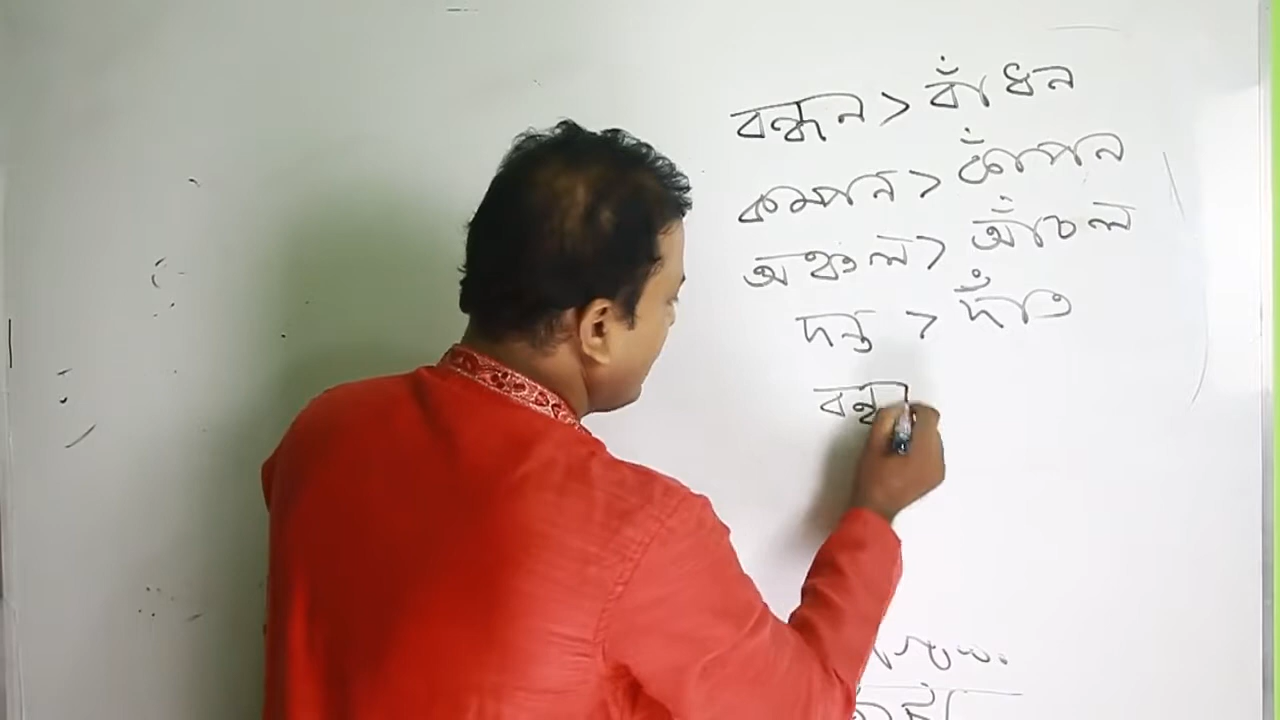 বন্ধন > বাঁধন
কম্পন > কাঁপন
অঞ্চল > আঁচল
দন্ত > দাঁত